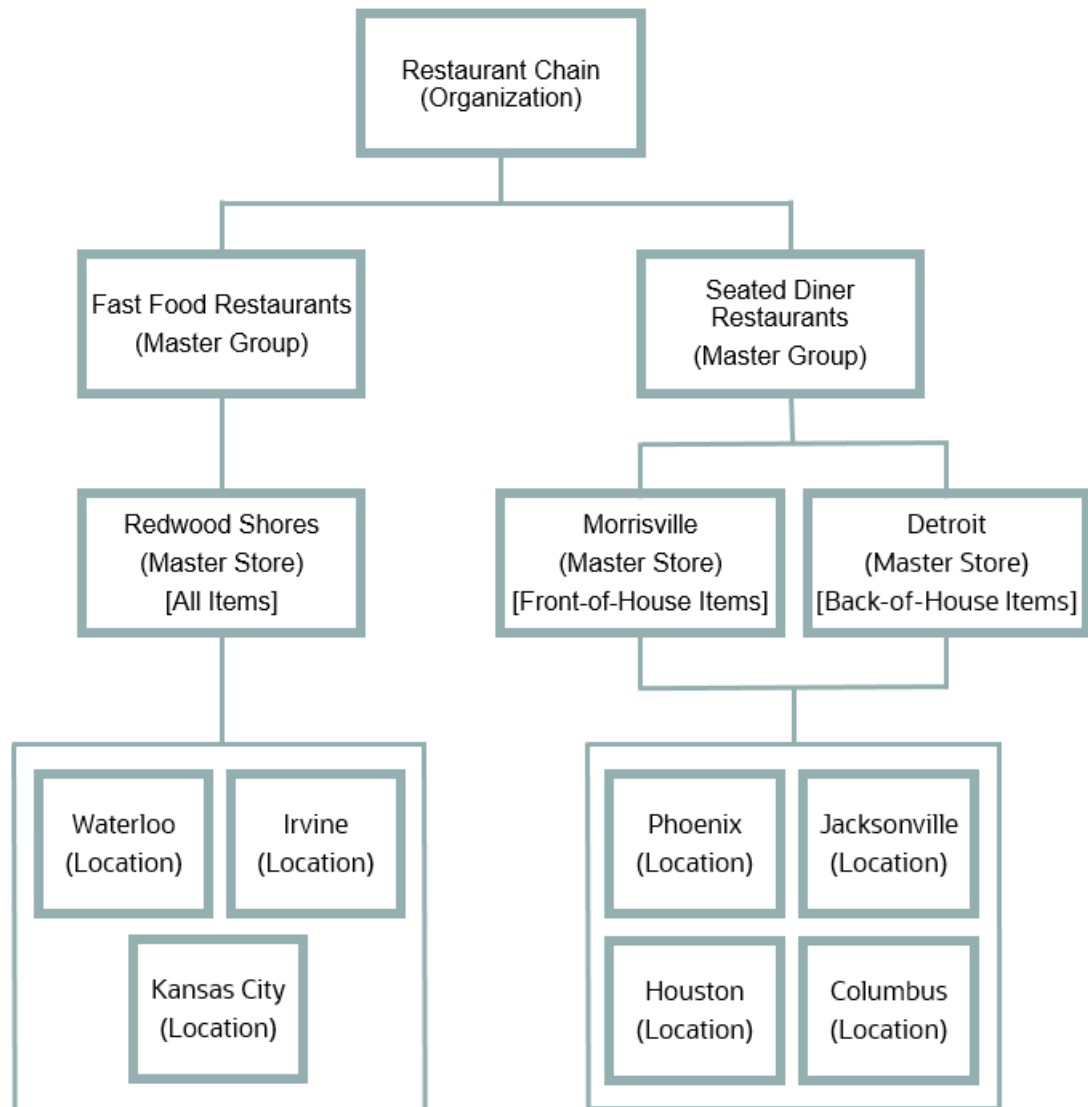 Restaurant Chain
(Organization)
Fast Food Restaurants
(Master Group)
Seated Diner
Restaurants
(Master Group)
Redwood Shores
(Master Store)
[All Items]
Morrisville
(Master Store)
[Front-of-House Items]
Detroit
(Master Store)
[Back-of-House Items]
Waterloo
(Location)
Irvine
(Location)
Kansas City
(Location)
Phoenix
(Location)
Jacksonville
(Location)
Houston
(Location)
Columbus
(Location)